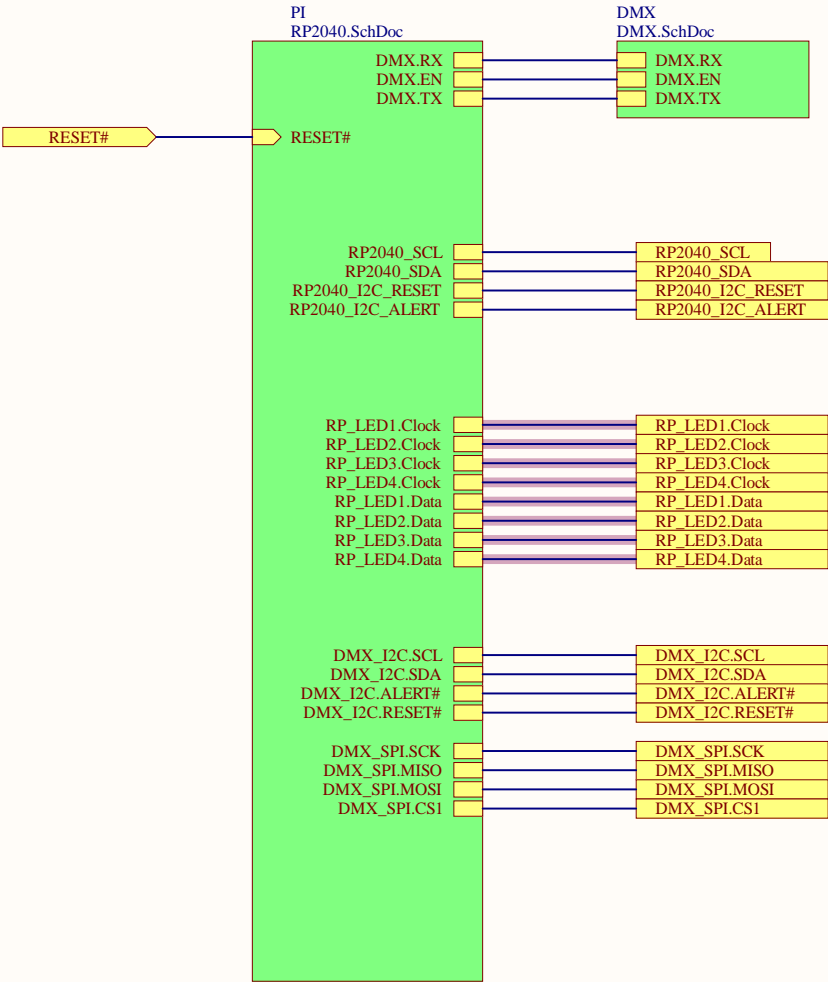 PI
RP2040.SchDoc
DMX
DMX.SchDoc
DMX.RX
DMX.RX
DMX.EN
DMX.EN
DMX.TX
DMX.TX
RESET#
RESET#
RP2040_SCL
RP2040_SCL
RP2040_SDA
RP2040_SDA
RP2040_I2C_RESET
RP2040_I2C_RESET
RP2040_I2C_ALERT
RP2040_I2C_ALERT
RP_LED1.Clock
RP_LED1.Clock
RP_LED2.Clock
RP_LED2.Clock
RP_LED3.Clock
RP_LED3.Clock
RP_LED4.Clock
RP_LED4.Clock
RP_LED1.Data
RP_LED1.Data
RP_LED2.Data
RP_LED2.Data
RP_LED3.Data
RP_LED3.Data
RP_LED4.Data
RP_LED4.Data
DMX_I2C.SCL
DMX_I2C.SCL
DMX_I2C.SDA
DMX_I2C.SDA
DMX_I2C.ALERT#
DMX_I2C.ALERT#
DMX_I2C.RESET#
DMX_I2C.RESET#
DMX_SPI.SCK
DMX_SPI.SCK
DMX_SPI.MISO
DMX_SPI.MISO
DMX_SPI.MOSI
DMX_SPI.MOSI
DMX_SPI.CS1
DMX_SPI.CS1